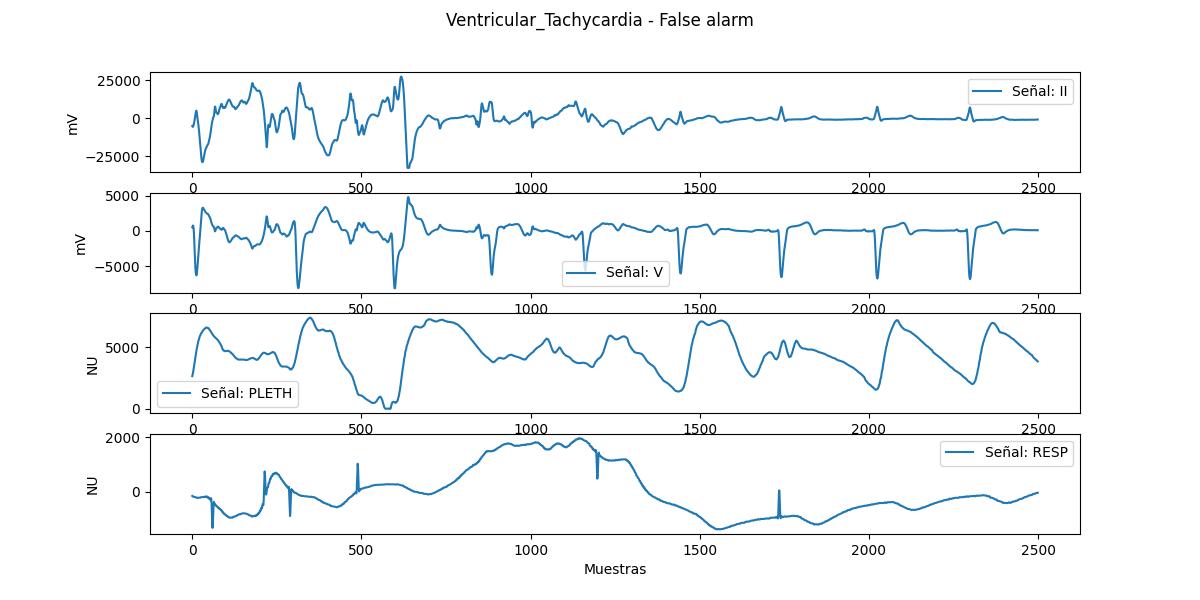 Ventricular_Tachycardia - False alarm
25000
0
−25000
mV
Señal: II
0 500 1000 1500 2000 2500
5000
0
−5000
mV
Señal: V
0 500 1000 1500 2000 2500
5000
0
NU
Señal: PLETH
0 500 1000 1500 2000 2500
2000
0
NU
Señal: RESP
0 500 1000 1500 2000 2500
Muestras